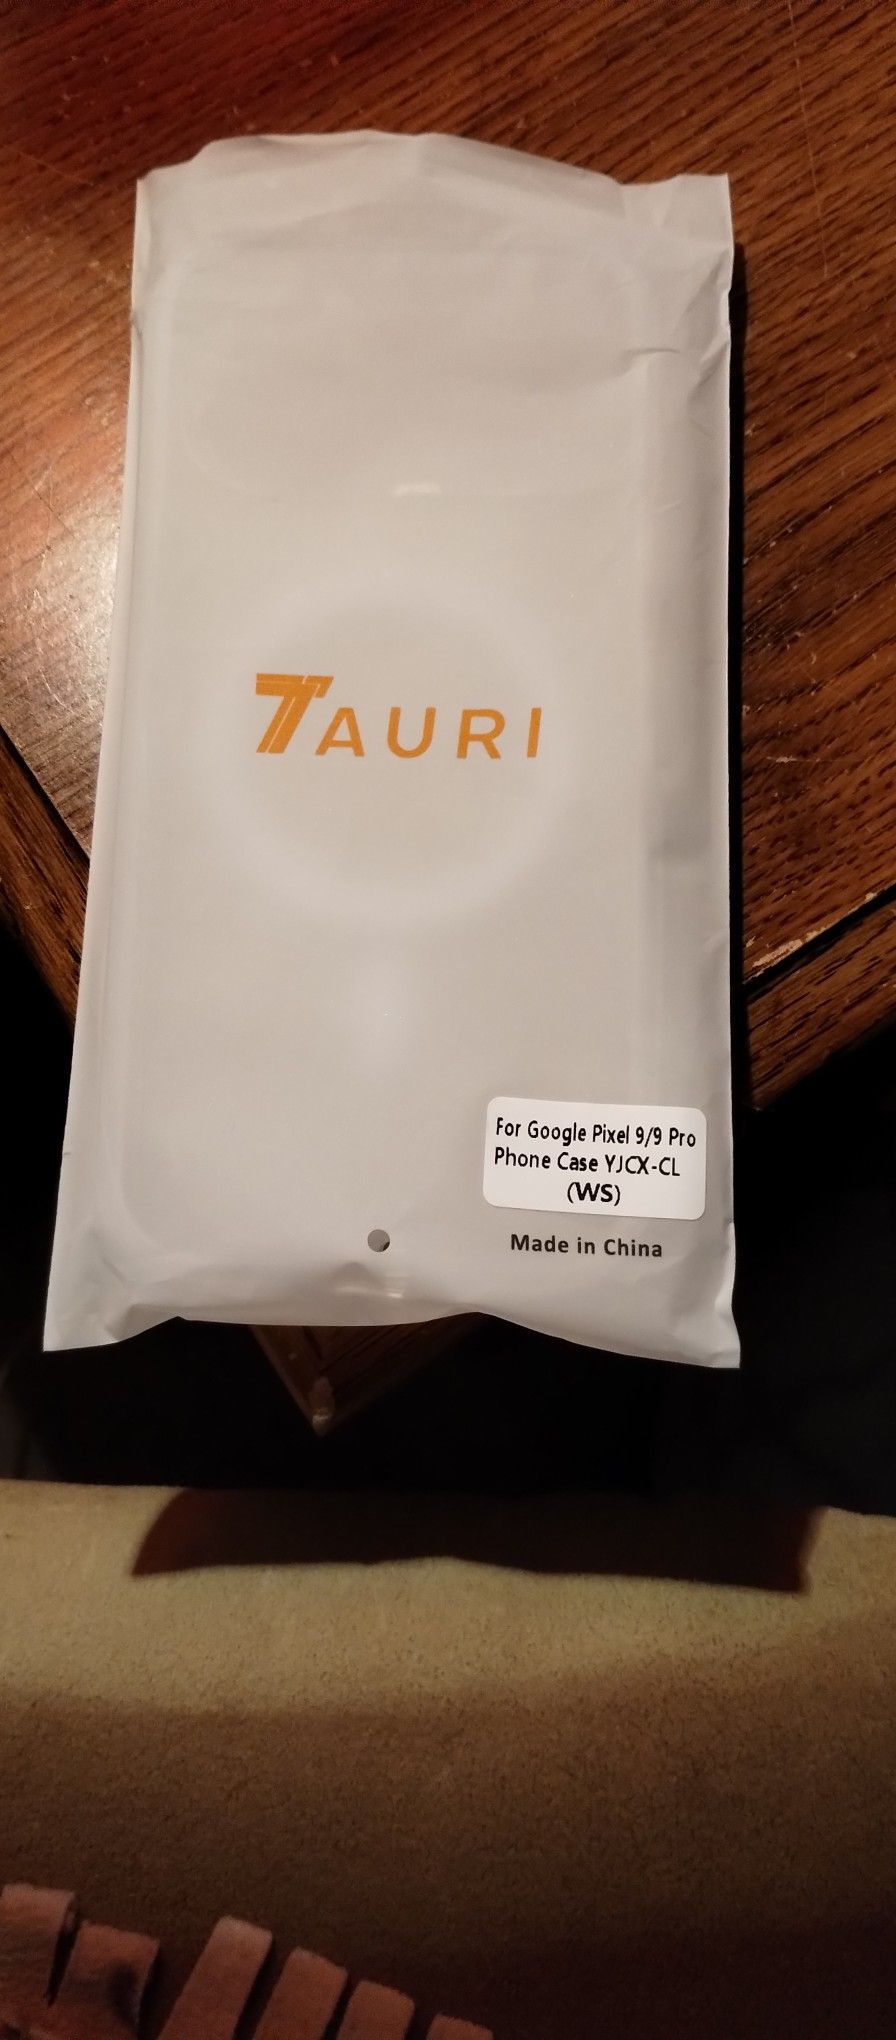 TAURI
For Google Pixel 9/9 Pro
Phone Case YJCX-CL
(WS)
Made in China